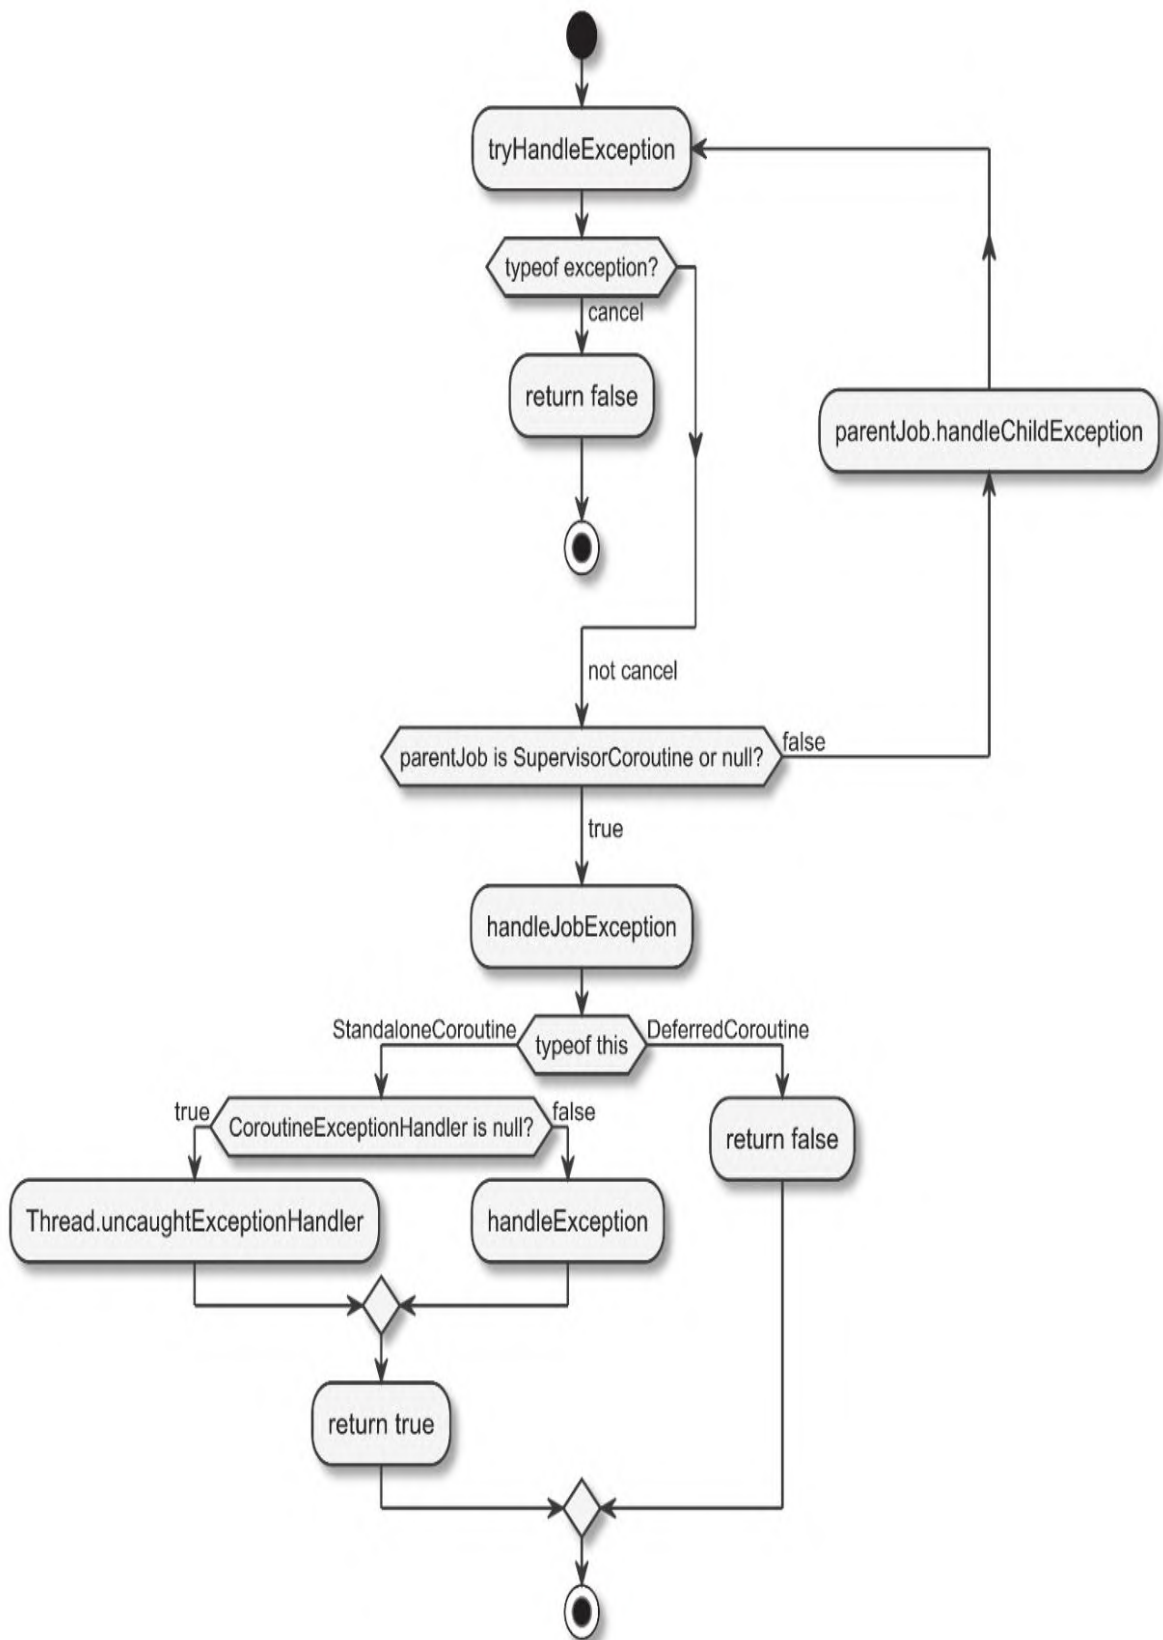 tryHandleException
typeof exception?
cancel
return false
parentJob.handleChildException
not cancel
parentJob is SupervisorCoroutine or null?
false
true
handleJobException
StandaloneCoroutine
typeof this
DeferredCoroutine
true
CoroutineExceptionHandler is null?
false
return false
Thread.uncaughtExceptionHandler
handleException
return true